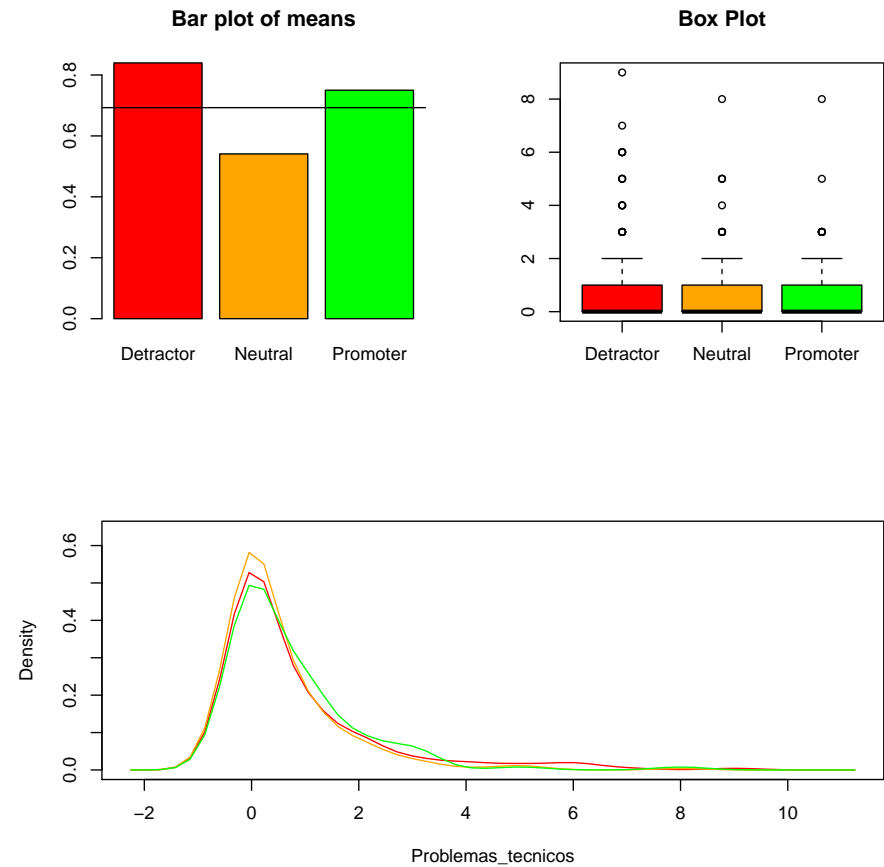 Bar plot of means
0.0 0.2 0.4 0.6 0.8
Detractor Neutral Promoter
Box Plot
0 2 4 6 8
Detractor Neutral Promoter
Density
0.0 0.2 0.4 0.6
−2 0 2 4 6 8 10
Problemas_tecnicos